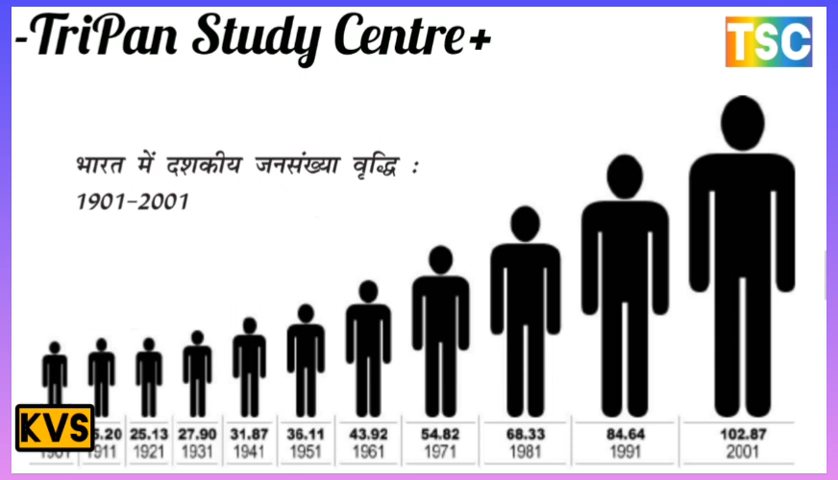 -TriPan Study Centre+
TSC
भारत में दशकीय जनसंख्या वृद्धि :
1901-2001
KVS
25.13 27.90 31.87 36.11 43.92 54.82 68.33 84.64 102.87
1911 1921 1931 1941 1951 1961 1971 1981 1991 2001